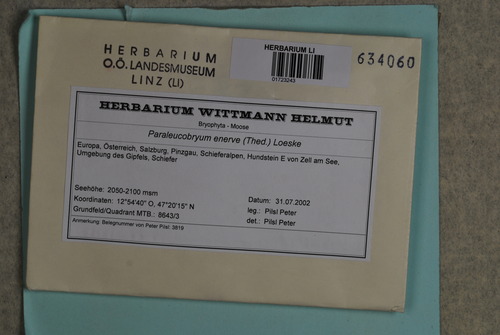 HERBARIUM
O.Ö. LANDESMUSEUM
LINZ (LI)
HERBARIUM LI
01723243
634060
HERBARIUM WITTMANN HELMUT
Bryophyta - Moose
Paraleucobryum enerve (Thed.) Loeske
Europa, Österreich, Salzburg, Pinzgau, Schieferalpen, Hundstein E von Zell am See,
Umgebung des Gipfels, Schiefer
Seehöhe: 2050-2100 msm
Koordinaten: 12°54'40" O, 47°20'15" N
Grundfeld/Quadrant MTB.: 8643/3
Datum: 31.07.2002
leg.: Pilsl Peter
det.: Pilsl Peter
Anmerkung: Belegnummer von Peter Pilsl: 3819